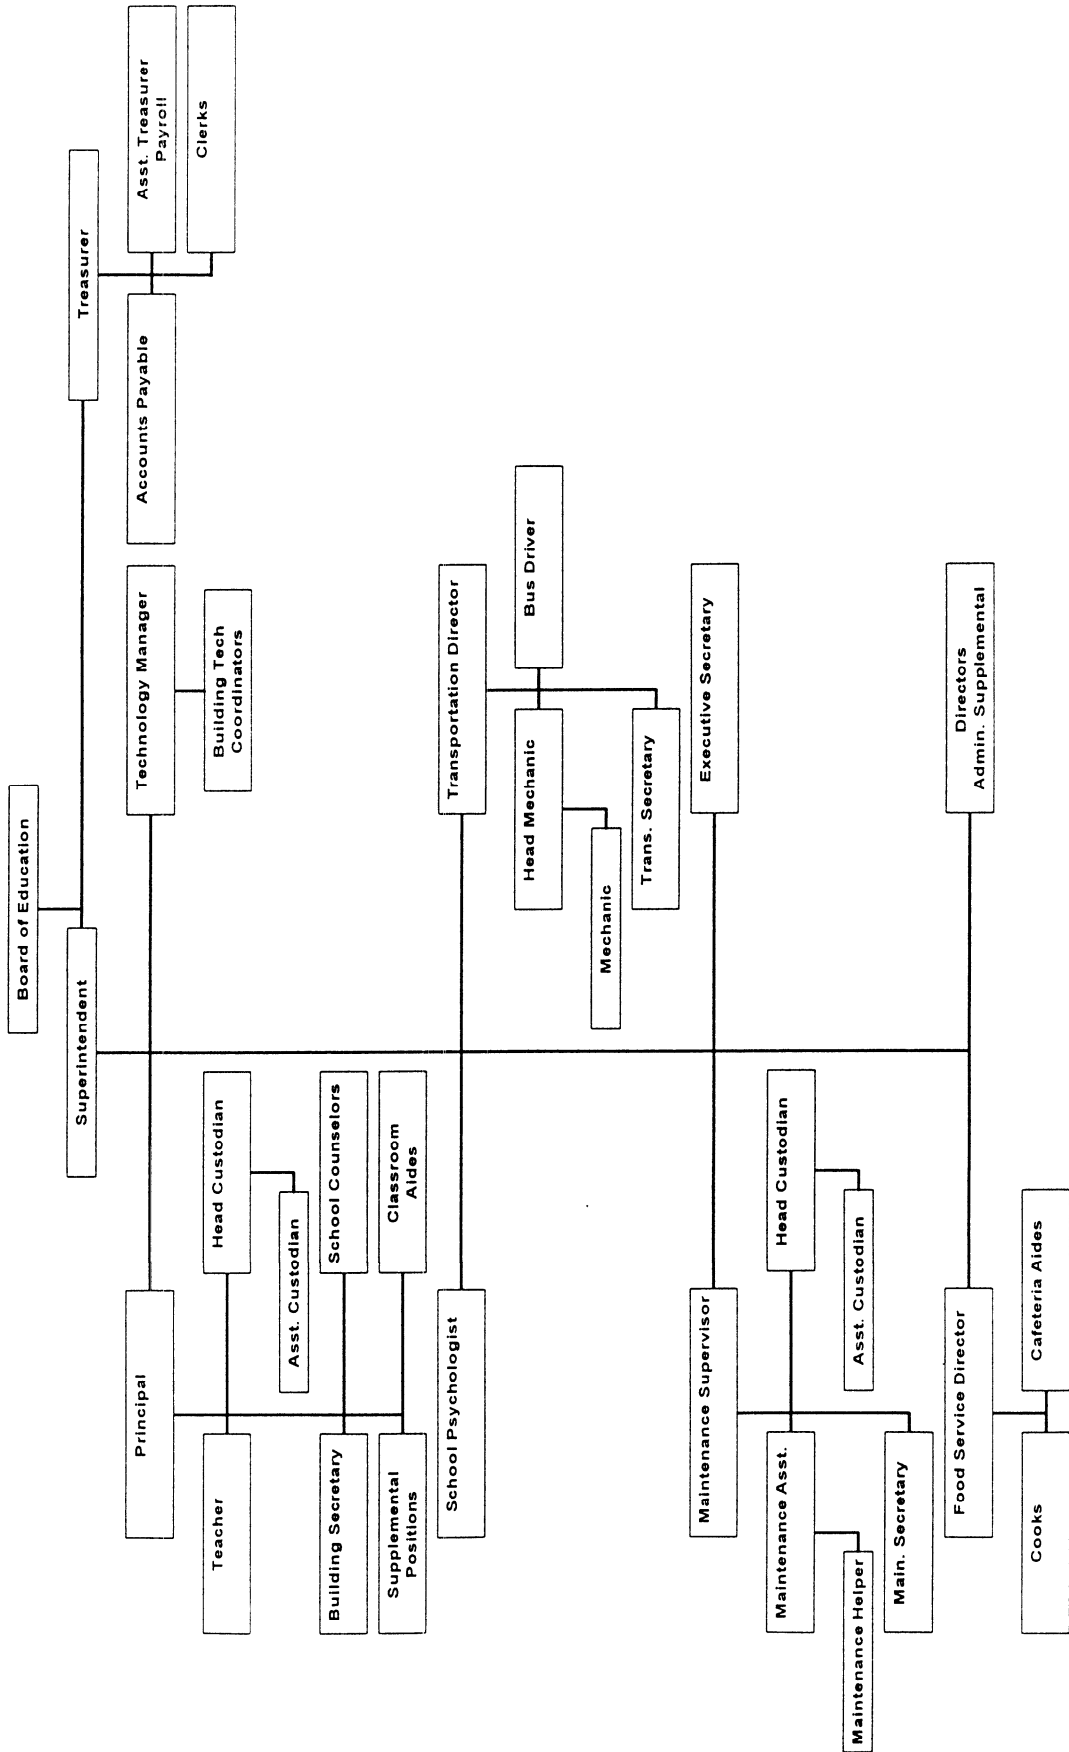 Board of Education
Superintendent
Treasurer
Principal
Technology Manager
Accounts Payable
Asst. Treasurer
Payroll
Clerks
Teacher
Head Custodian
Building Tech
Coordinators
Asst. Custodian
Building Secretary
School Counselors
Supplemental
Positions
Classroom
Aides
School Psychologist
Transportation Director
Head Mechanic
Bus Driver
Mechanic
Trans. Secretary
Maintenance Supervisor
Executive Secretary
Maintenance Asst.
Head Custodian
Maintenance Helper
Asst. Custodian
Main. Secretary
Food Service Director
Directors
Admin. Supplemental
Cooks
Cafeteria Aides